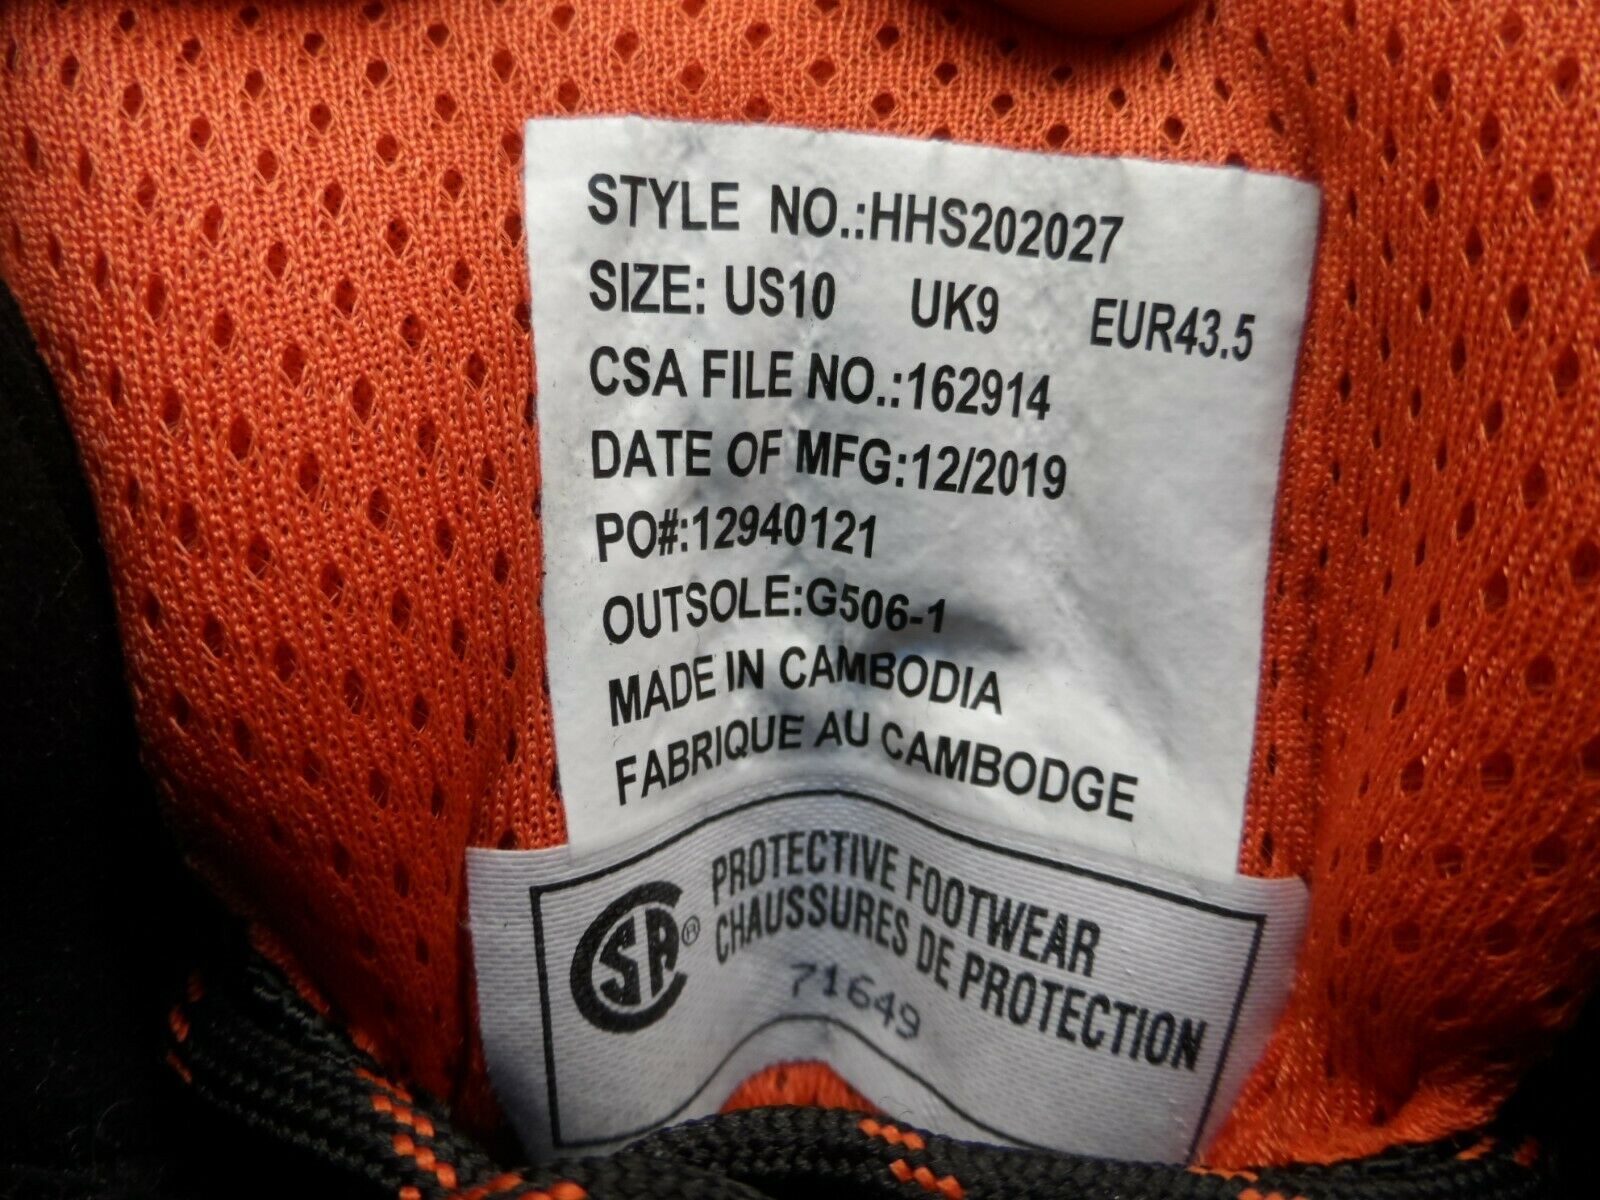 STYLE NO.:HHS202027
SIZE: US10 UK9 EUR43.5
CSA FILE NO.:162914
DATE OF MFG:12/2019
PO#:12940121
OUTSOLE:G506-1
MADE IN CAMBODIA
FABRIQUE AU CAMBODGE
CSA® PROTECTIVE FOOTWEAR
CHAUSSURES DE PROTECTION
71649